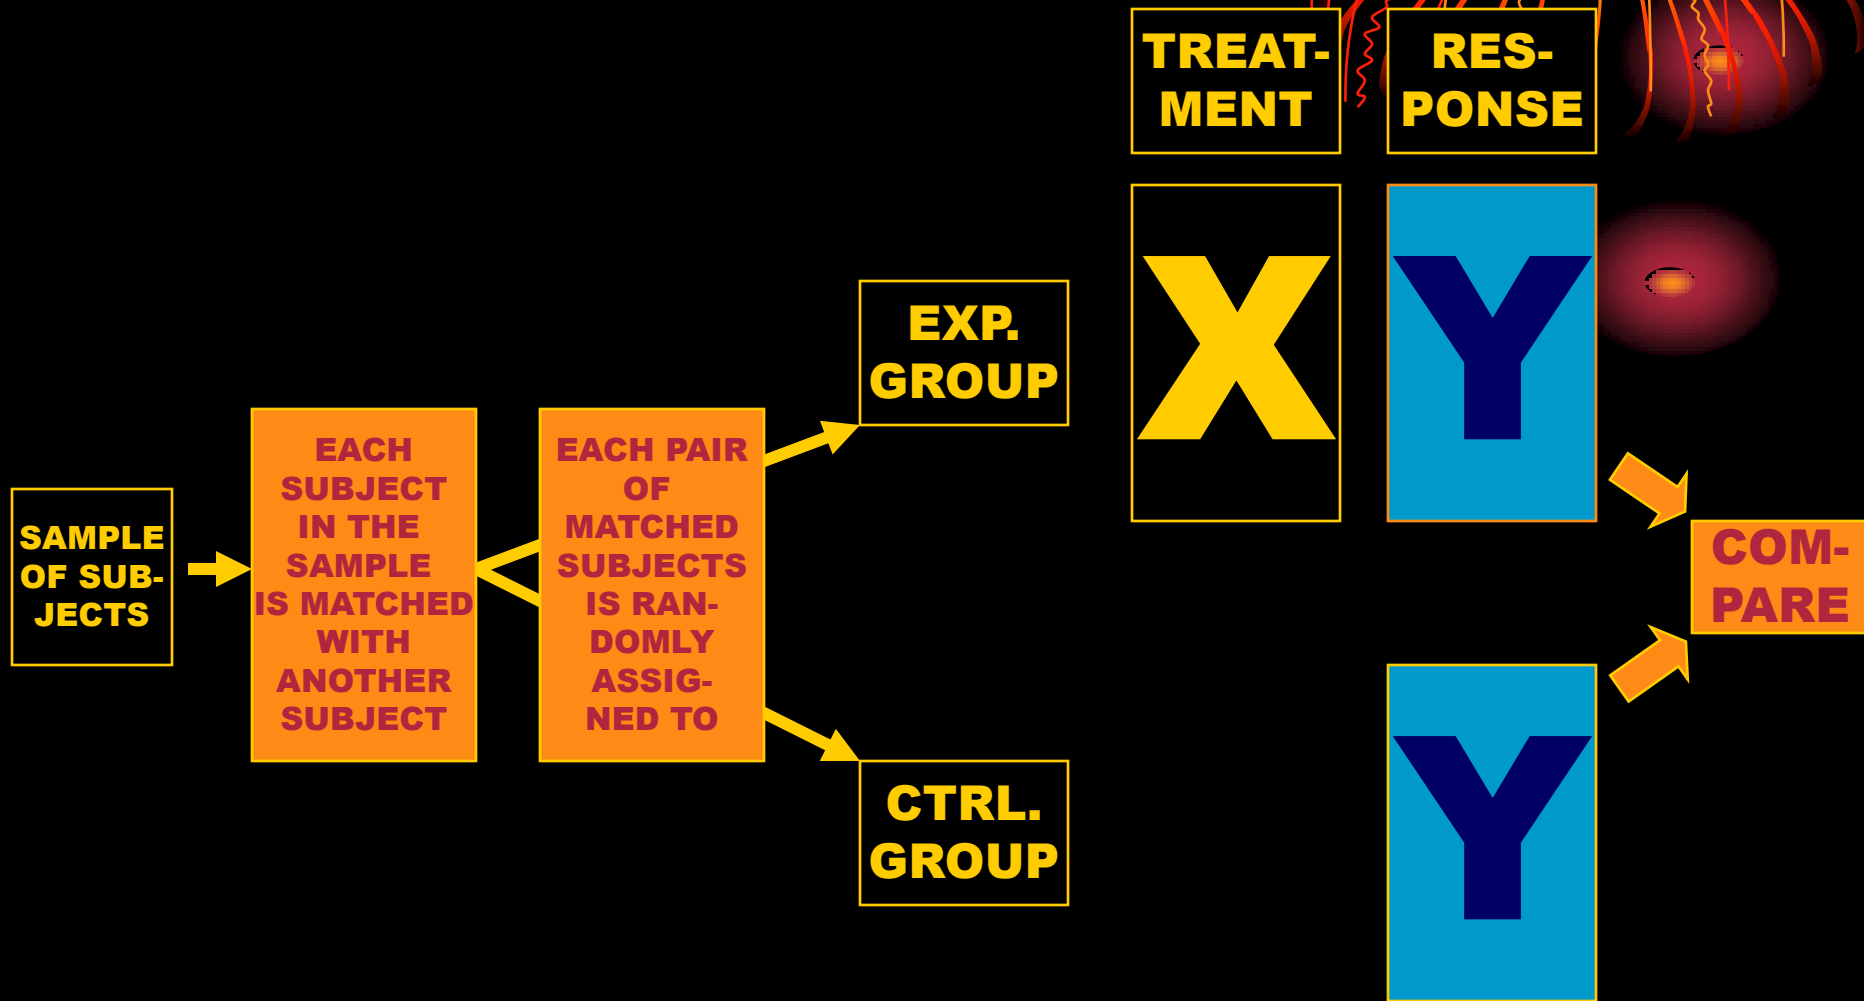 TREAT-
MENT
RES-
PONSE
SAMPLE
OF SUB-
JECTS
EACH
SUBJECT
IN THE
SAMPLE
IS MATCHED
WITH
ANOTHER
SUBJECT
EACH PAIR
OF
MATCHED
SUBJECTS
IS RAN-
DOMLY
ASSIG-
NED TO
EXP.
GROUP
X
Y
CTRL.
GROUP
Y
COM-
PARE